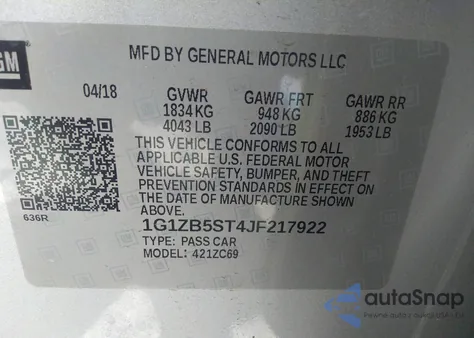 GM
MFD BY GENERAL MOTORS LLC
04/18 GVWR GAWR FRT GAWR RR
1834 KG 948 KG 886 KG
4043 LB 2090 LB 1953 LB
THIS VEHICLE CONFORMS TO ALL
APPLICABLE U.S. FEDERAL MOTOR
VEHICLE SAFETY, BUMPER, AND THEFT
PREVENTION STANDARDS IN EFFECT ON
THE DATE OF MANUFACTURE SHOWN
ABOVE.
636R
1G1ZB5ST4JF217922
TYPE: PASS CAR
MODEL: 421ZC69
autoSnap